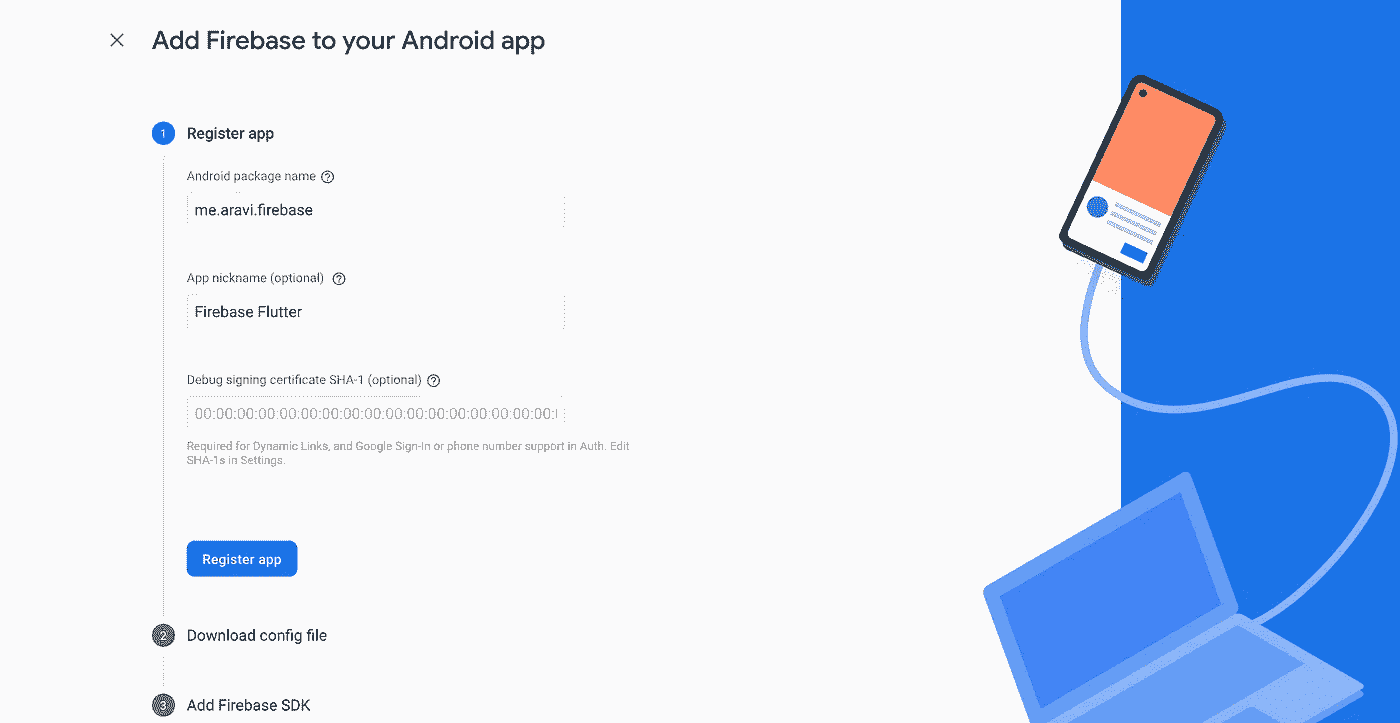 Add Firebase to your Android app
1 Register app
Android package name ?
me.aravi.firebase
App nickname (optional) ?
Firebase Flutter
Debug signing certificate SHA-1 (optional) ?
00:00:00:00:00:00:00:00:00:00:00:00:00:00:00:00:00:
Required for Dynamic Links, and Google Sign-In or phone number support in Auth. Edit
SHA-1s in Settings.
Register app
2 Download config file
3 Add Firebase SDK